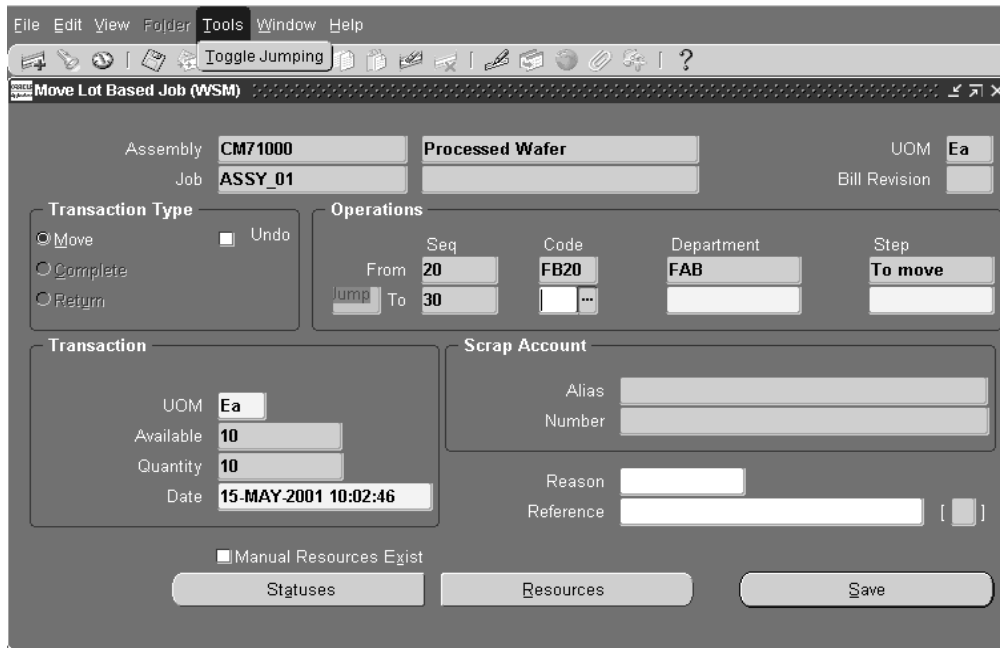 File Edit View Folder Tools Window Help
Toggle Jumping
?
Move Lot Based Job (WSM)
Assembly CM71000 Processed Wafer UOM Ea
Job ASSY_01 Bill Revision
Transaction Type
Move Undo
Complete
Return
Operations
Seq Code Department Step
From 20 FB20 FAB To move
Jump To 30 ...
Transaction
UOM Ea
Available 10
Quantity 10
Date 15-MAY-2001 10:02:46
Scrap Account
Alias
Number
Reason
Reference [ ]
Manual Resources Exist
Statuses Resources Save